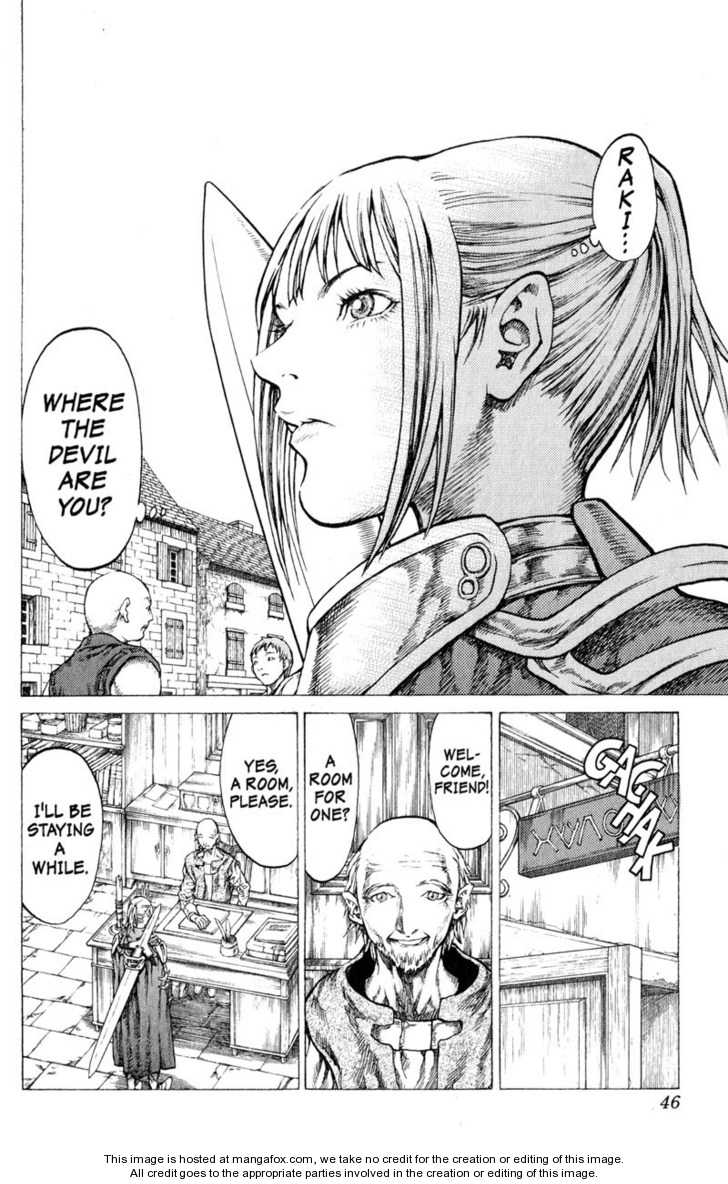 RAKI...
WHERE
THE
DEVIL
ARE
YOU?
GACHAK
WEL-
COME,
FRIEND!
A
ROOM
FOR
ONE?
YES,
A ROOM,
PLEASE.
I'LL BE
STAYING
A
WHILE.
46
This image is hosted at mangafox.com, we take no credit for the creation or editing of this image.
All credit goes to the appropriate parties involved in the creation or editing of this image.